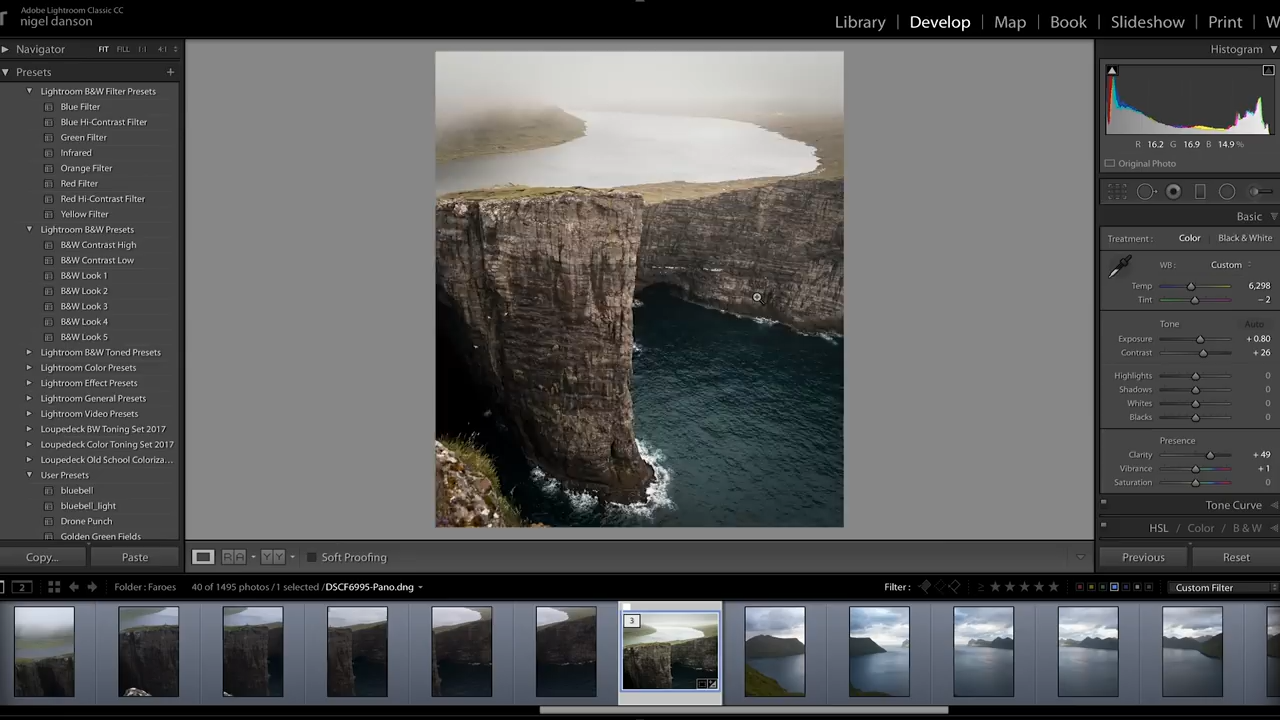 Adobe Lightroom Classic CC
nigel danson
Library | Develop | Map | Book | Slideshow | Print |
Navigator FIT FILL 1:1 4:1
Presets +
Lightroom B&W Filter Presets
Blue Filter
Blue Hi-Contrast Filter
Green Filter
Infrared
Orange Filter
Red Filter
Red Hi-Contrast Filter
Yellow Filter
Lightroom B&W Presets
B&W Contrast High
B&W Contrast Low
B&W Look 1
B&W Look 2
B&W Look 3
B&W Look 4
B&W Look 5
Lightroom B&W Toned Presets
Lightroom Color Presets
Lightroom Effect Presets
Lightroom General Presets
Lightroom Video Presets
Loupedeck BW Toning Set 2017
Loupedeck Color Toning Set 2017
Loupedeck Old School Coloriza...
User Presets
bluebell
bluebell_light
Drone Punch
Golden Green Fields
Copy... Paste
Histogram
R 16.2 G 16.9 B 14.9 %
Original Photo
Basic
Treatment: Color Black & White
WB: Custom
Temp 6,298
Tint – 2
Tone Auto
Exposure + 0.80
Contrast + 26
Highlights 0
Shadows 0
Whites 0
Blacks 0
Presence
Clarity + 49
Vibrance + 1
Saturation 0
Tone Curve
HSL / Color / B & W
Previous Reset
RA YY Soft Proofing
2 Folder : Faroes 40 of 1495 photos / 1 selected / DSCF6995-Pano.dng Filter : ≥ ★★★★★ Custom Filter
3